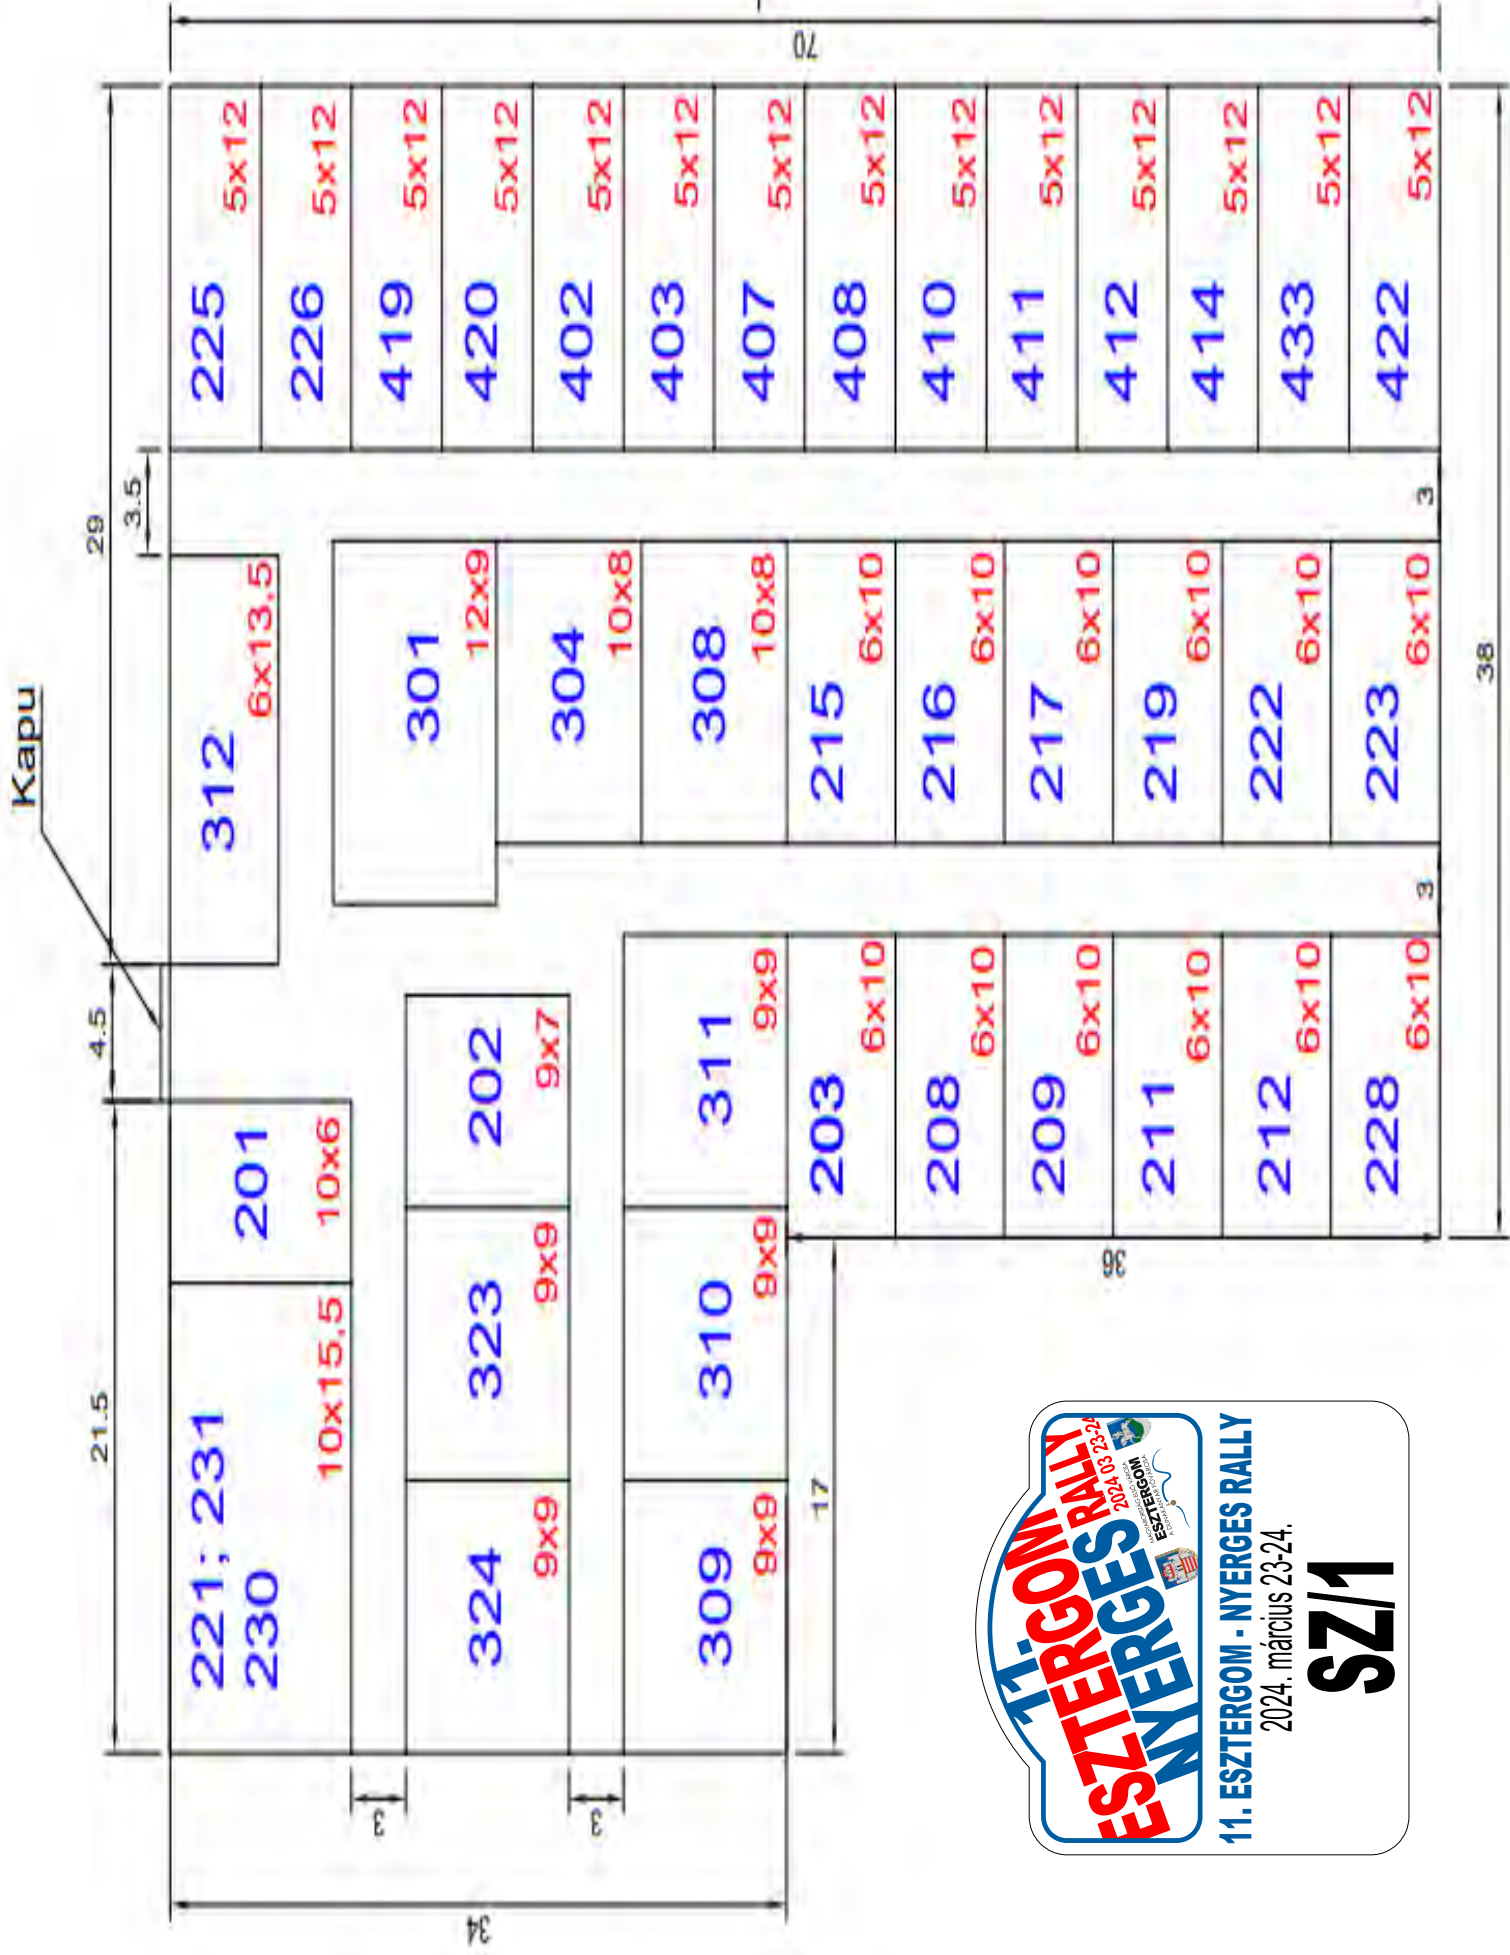 Kapu
21.5
4.5
29
3.5
221; 231
230
10x15,5
201
10x6
312
6x13,5
225
5x12
226
5x12
419
5x12
420
5x12
402
5x12
403
5x12
407
5x12
408
5x12
410
5x12
411
5x12
412
5x12
414
5x12
433
5x12
422
5x12
301
12x9
304
10x8
308
10x8
215
6x10
216
6x10
217
6x10
219
6x10
222
6x10
223
6x10
324
9x9
323
9x9
202
9x7
309
9x9
310
9x9
311
9x9
203
6x10
208
6x10
209
6x10
211
6x10
212
6x10
228
6x10
3
3
34
17
36
3
3
38
70
11.
ESZTERGOM
NYERGES RALLY
2024 03 23-24
MAGYARORSZÁG ELSŐ VÁROSA
ESZTERGOM
A DUNAKANYAR FŐVÁROSA
11. ESZTERGOM - NYERGES RALLY
2024. március 23-24.
SZ/1